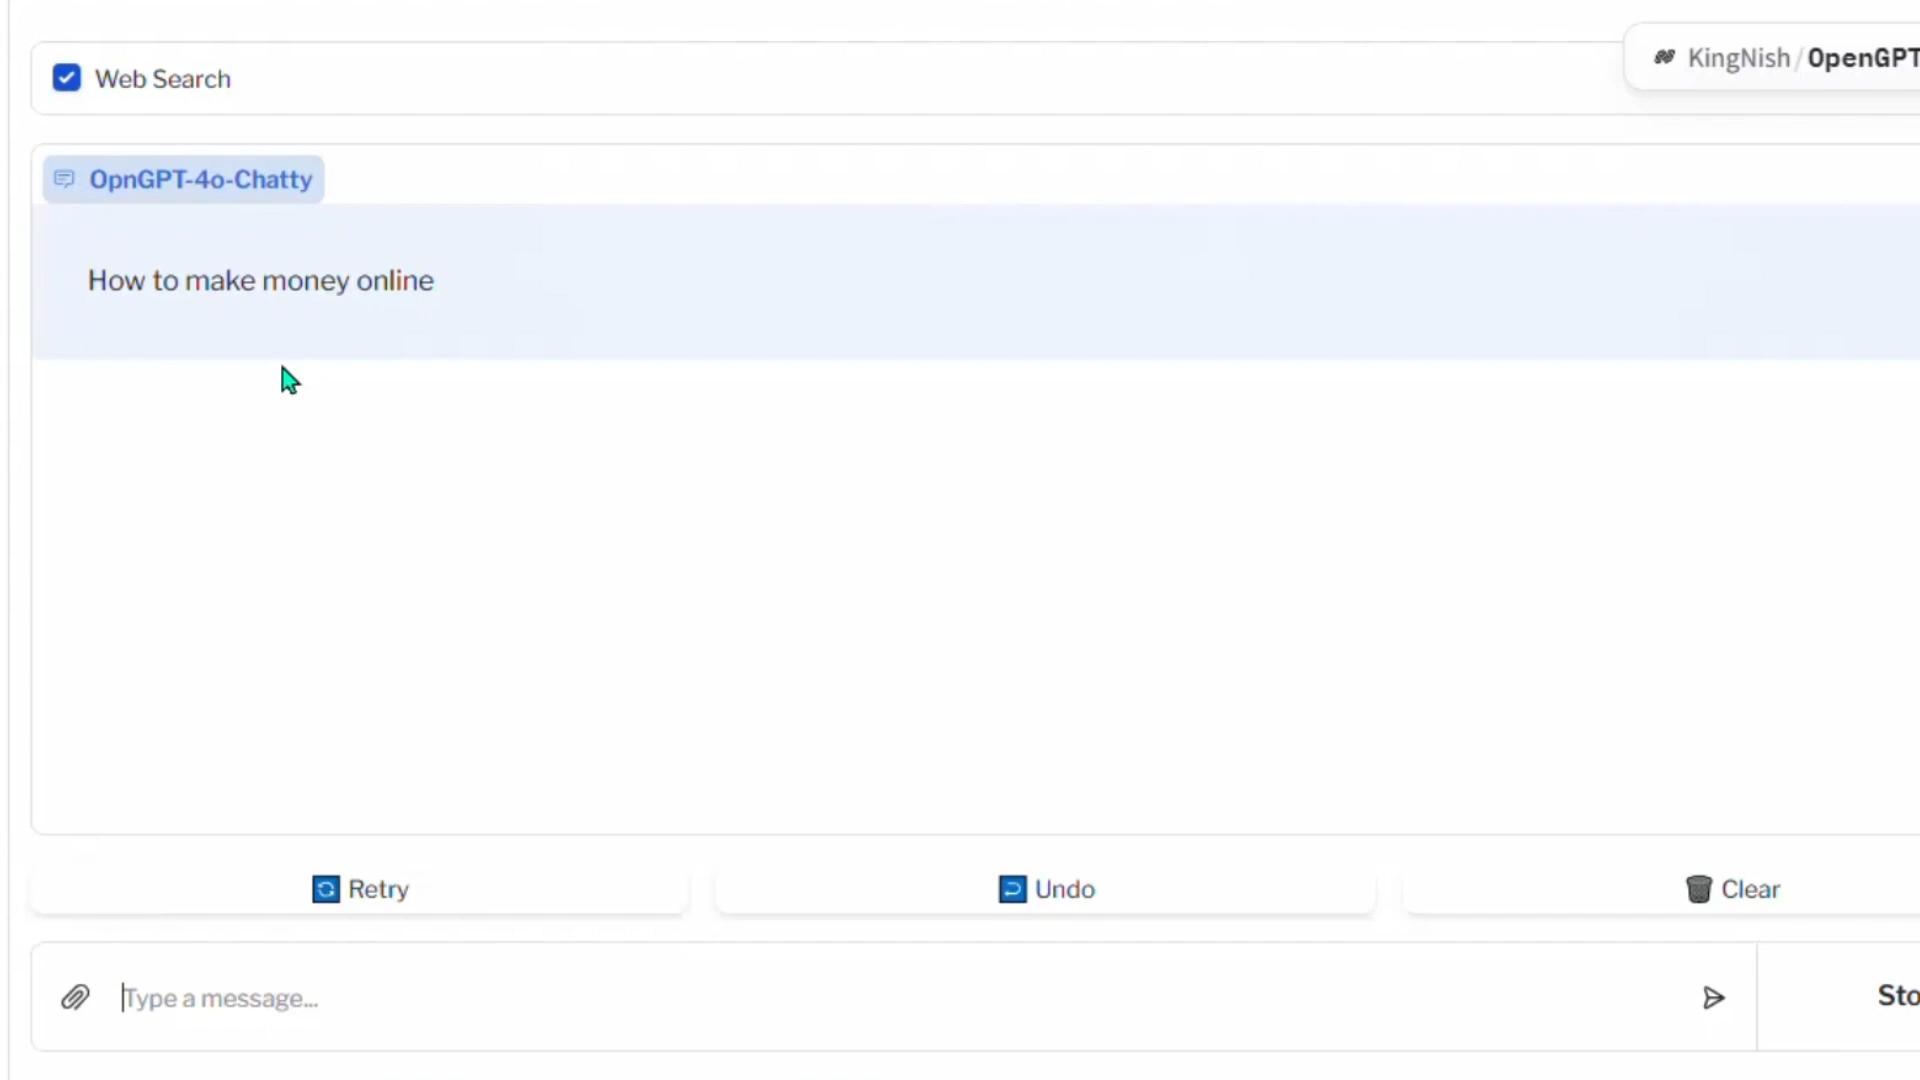 Web Search
KingNish/OpenGPT
OpnGPT-4o-Chatty
How to make money online
Retry
Undo
Clear
Type a message...
Sto